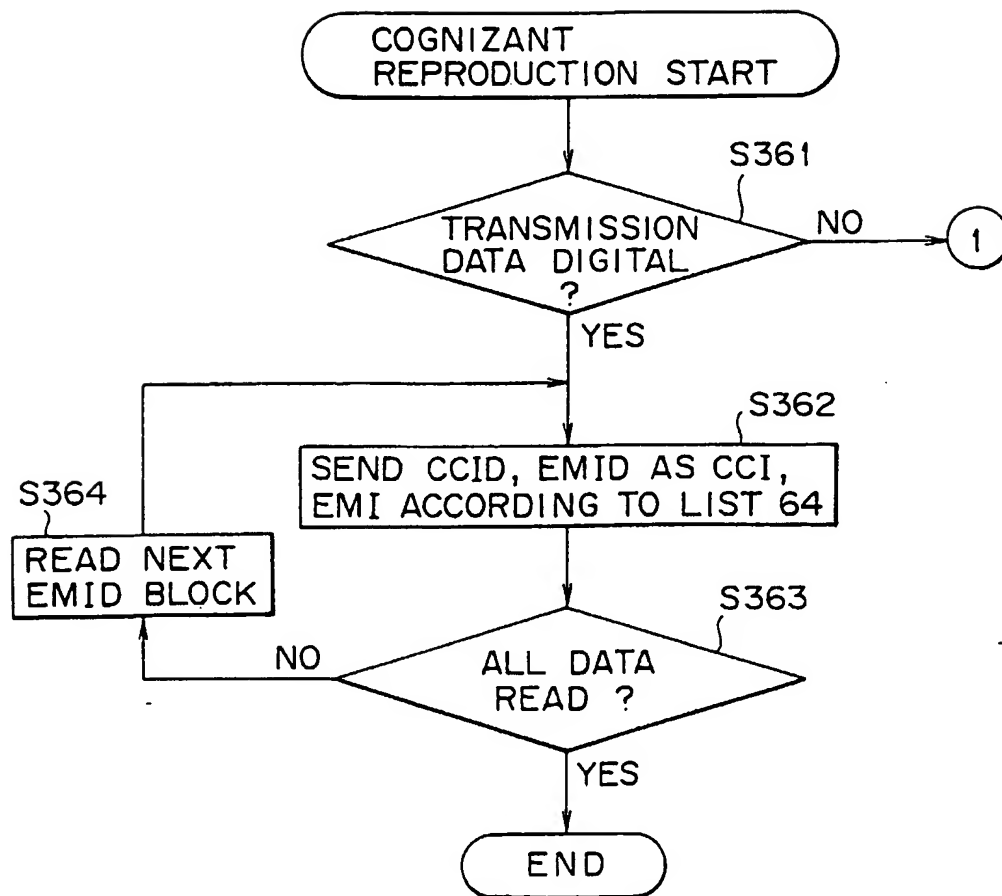 COGNIZANT
REPRODUCTION START
S361
TRANSMISSION
DATA DIGITAL
?
NO
1
YES
S362
SEND CCID, EMID AS CCI,
EMI ACCORDING TO LIST 64
S364
READ NEXT
EMID BLOCK
S363
NO
ALL DATA
READ ?
YES
END